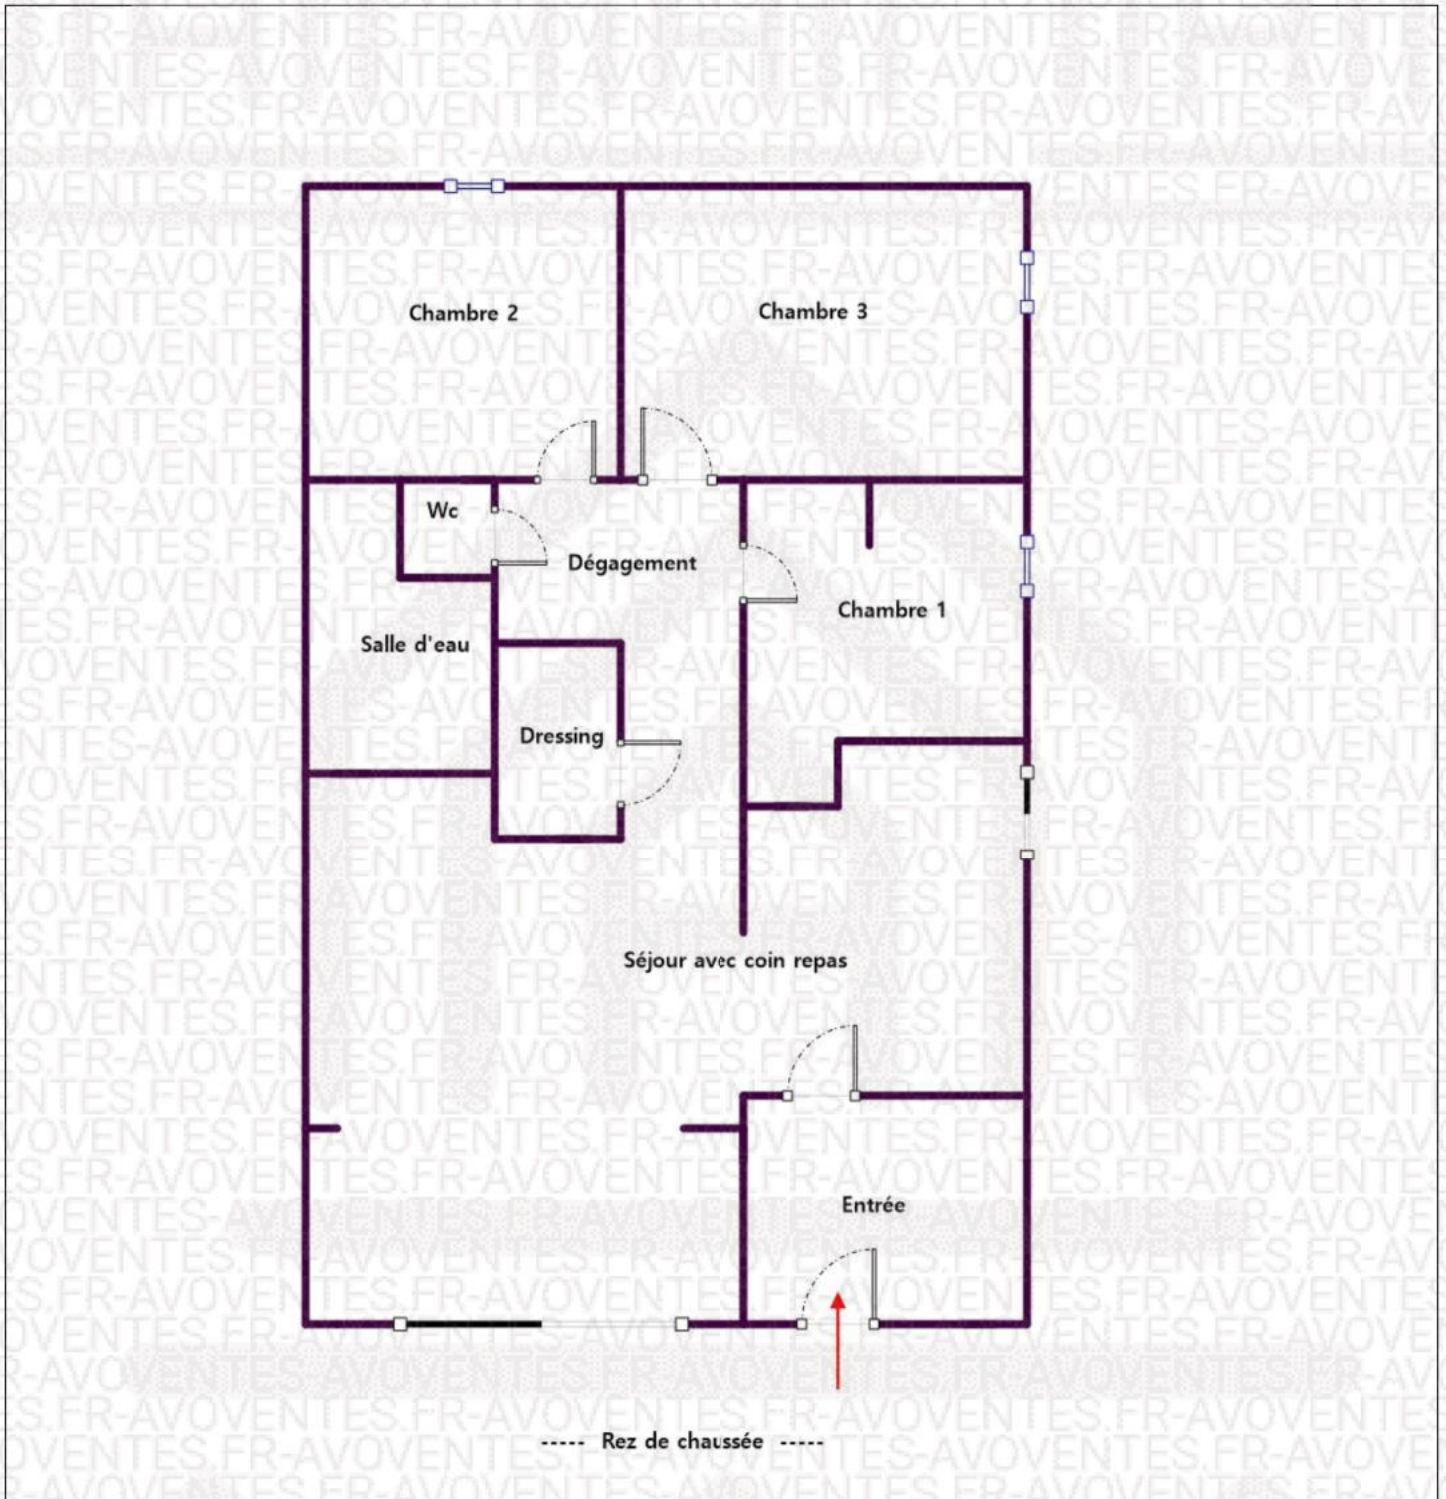 Chambre 2
Chambre 3
Wc
Dégagement
Chambre 1
Salle d'eau
Dressing
Séjour avec coin repas
Entrée
----- Rez de chaussée -----